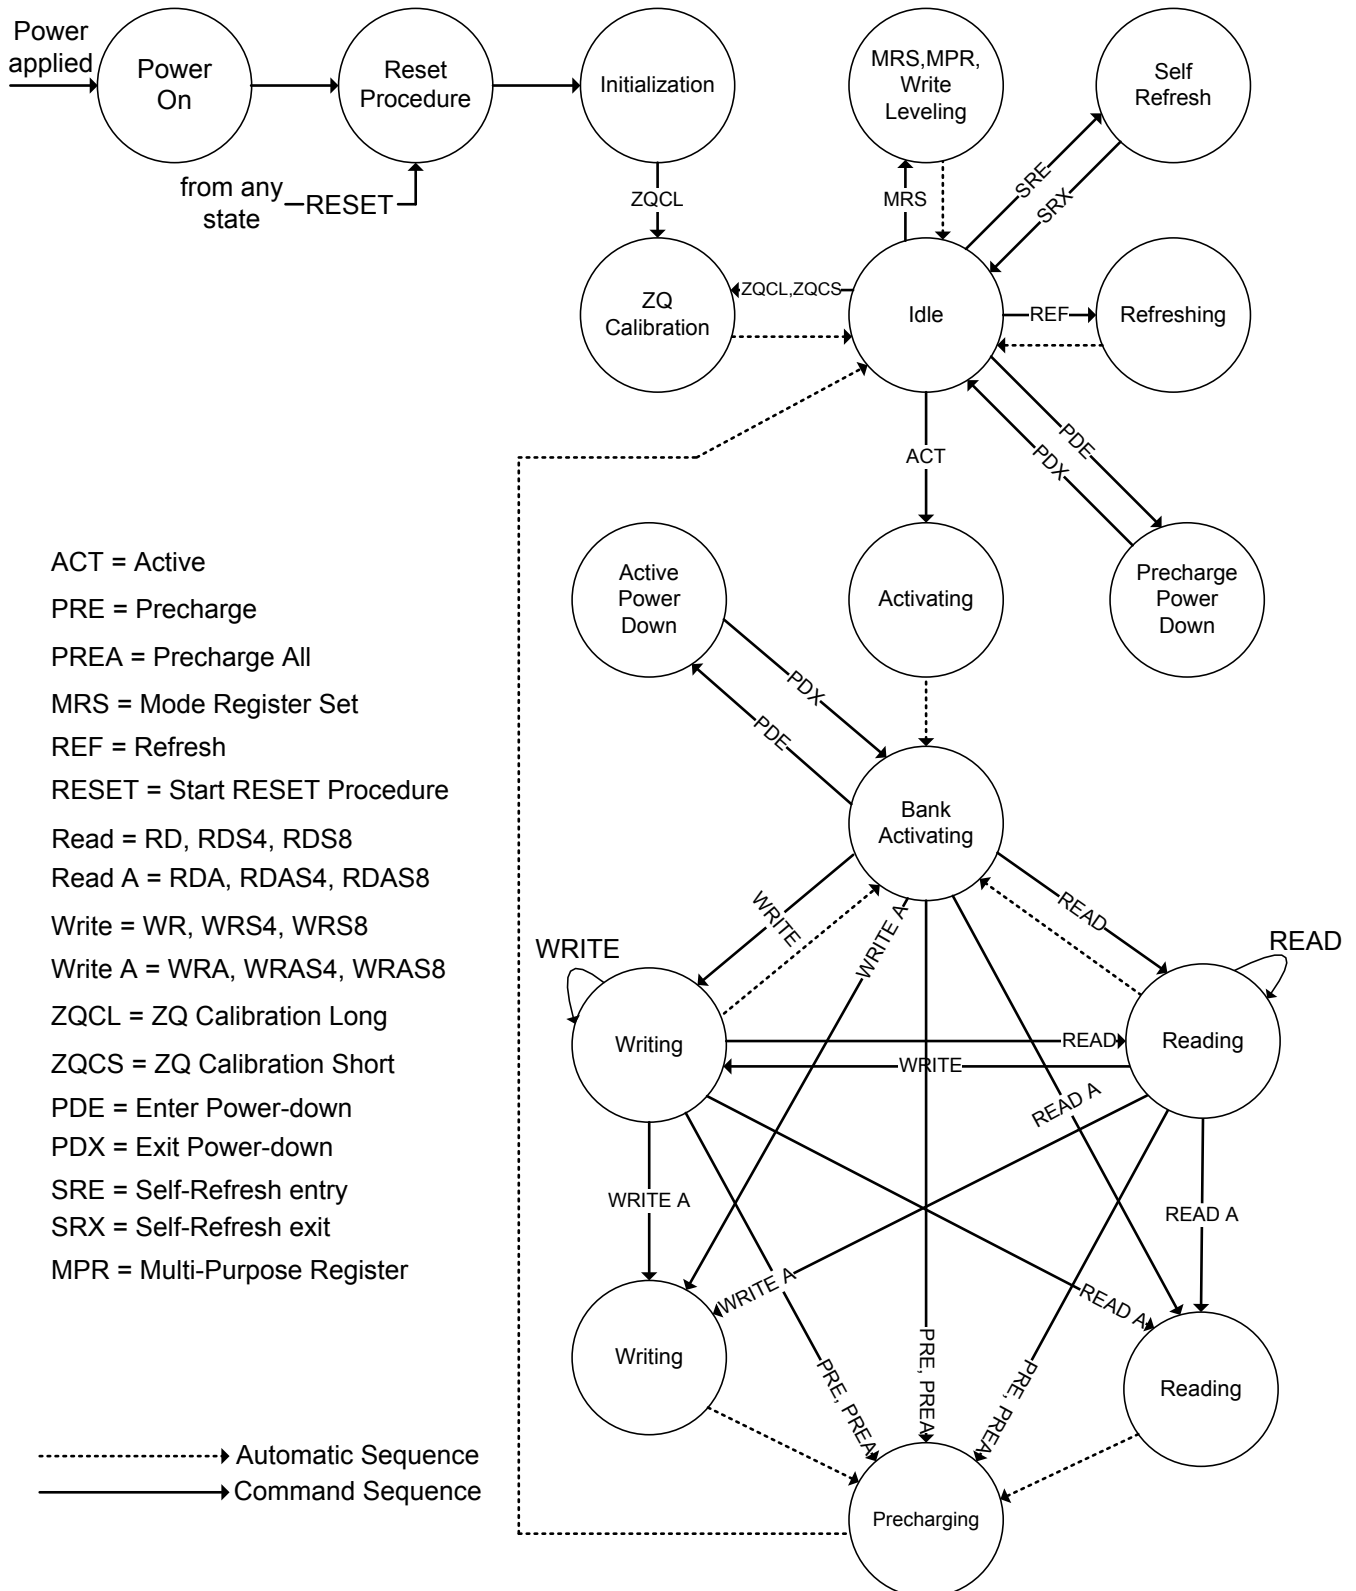 Power
applied
Power
On
Reset
Procedure
Initialization
MRS,MPR,
Write
Leveling
Self
Refresh
from any
state
RESET
ZQCL
MRS
SRE
SRX
ZQ
Calibration
ZQCL,ZQCS
Idle
REF
Refreshing
ACT
PDE
PDX
Active
Power
Down
Activating
Precharge
Power
Down
PDX
PDE
Bank
Activating
WRITE
WRITE A
READ
WRITE
READ
Writing
READ
WRITE
Reading
READ A
WRITE A
READ A
WRITE A
READ A
Writing
PRE, PREA
PRE, PREA
PRE, PREA
Reading
Precharging
ACT = Active
PRE = Precharge
PREA = Precharge All
MRS = Mode Register Set
REF = Refresh
RESET = Start RESET Procedure
Read = RD, RDS4, RDS8
Read A = RDA, RDAS4, RDAS8
Write = WR, WRS4, WRS8
Write A = WRA, WRAS4, WRAS8
ZQCL = ZQ Calibration Long
ZQCS = ZQ Calibration Short
PDE = Enter Power-down
PDX = Exit Power-down
SRE = Self-Refresh entry
SRX = Self-Refresh exit
MPR = Multi-Purpose Register
Automatic Sequence
Command Sequence